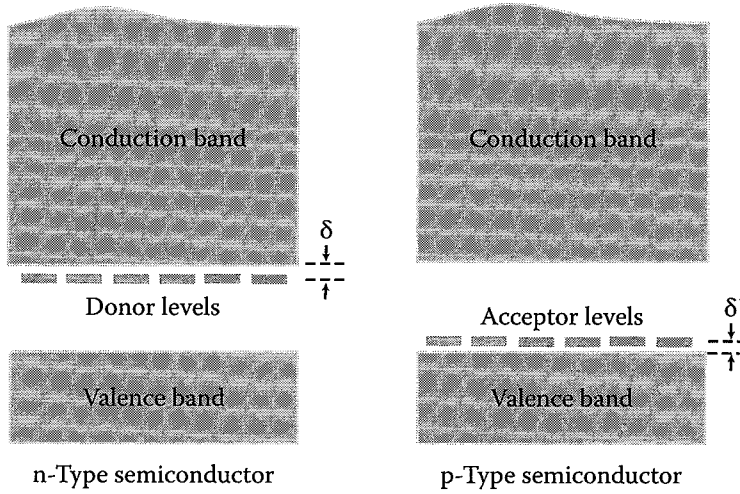 Conduction band
δ
Donor levels
Valence band
n-Type semiconductor
Conduction band
Acceptor levels
δ'
Valence band
p-Type semiconductor